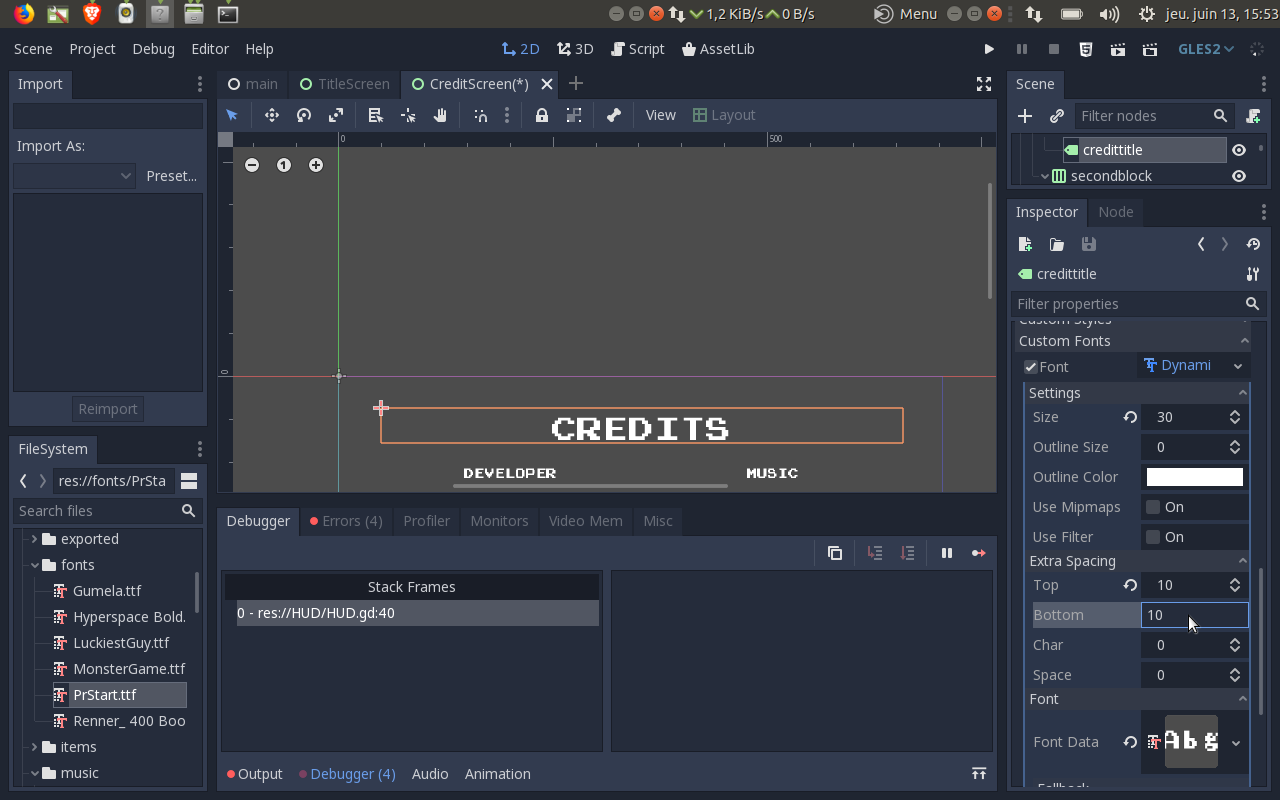 1,2 KiB/s 0 B/s Menu jeu. juin 13, 15:53
Scene Project Debug Editor Help 2D 3D Script AssetLib GLES2
Import
main TitleScreen CreditScreen(*)
Scene
View Layout
Filter nodes
Import As:
Preset...
0 500
1
credittitle
secondblock
Inspector Node
credittitle
Filter properties
Custom Styles
Custom Fonts
Font Dynami
Settings
Size 30
Outline Size 0
Outline Color
Use Mipmaps On
Use Filter On
Extra Spacing
Top 10
Bottom 10
Char 0
Space 0
Font
Font Data Abg
Fallback
0
CREDITS
DEVELOPER MUSIC
Reimport
FileSystem
res://fonts/PrSta
Search files
exported
fonts
Gumela.ttf
Hyperspace Bold.
LuckiestGuy.ttf
MonsterGame.ttf
PrStart.ttf
Renner_ 400 Boo
items
music
Debugger Errors (4) Profiler Monitors Video Mem Misc
Stack Frames
0 - res://HUD/HUD.gd:40
Output Debugger (4) Audio Animation